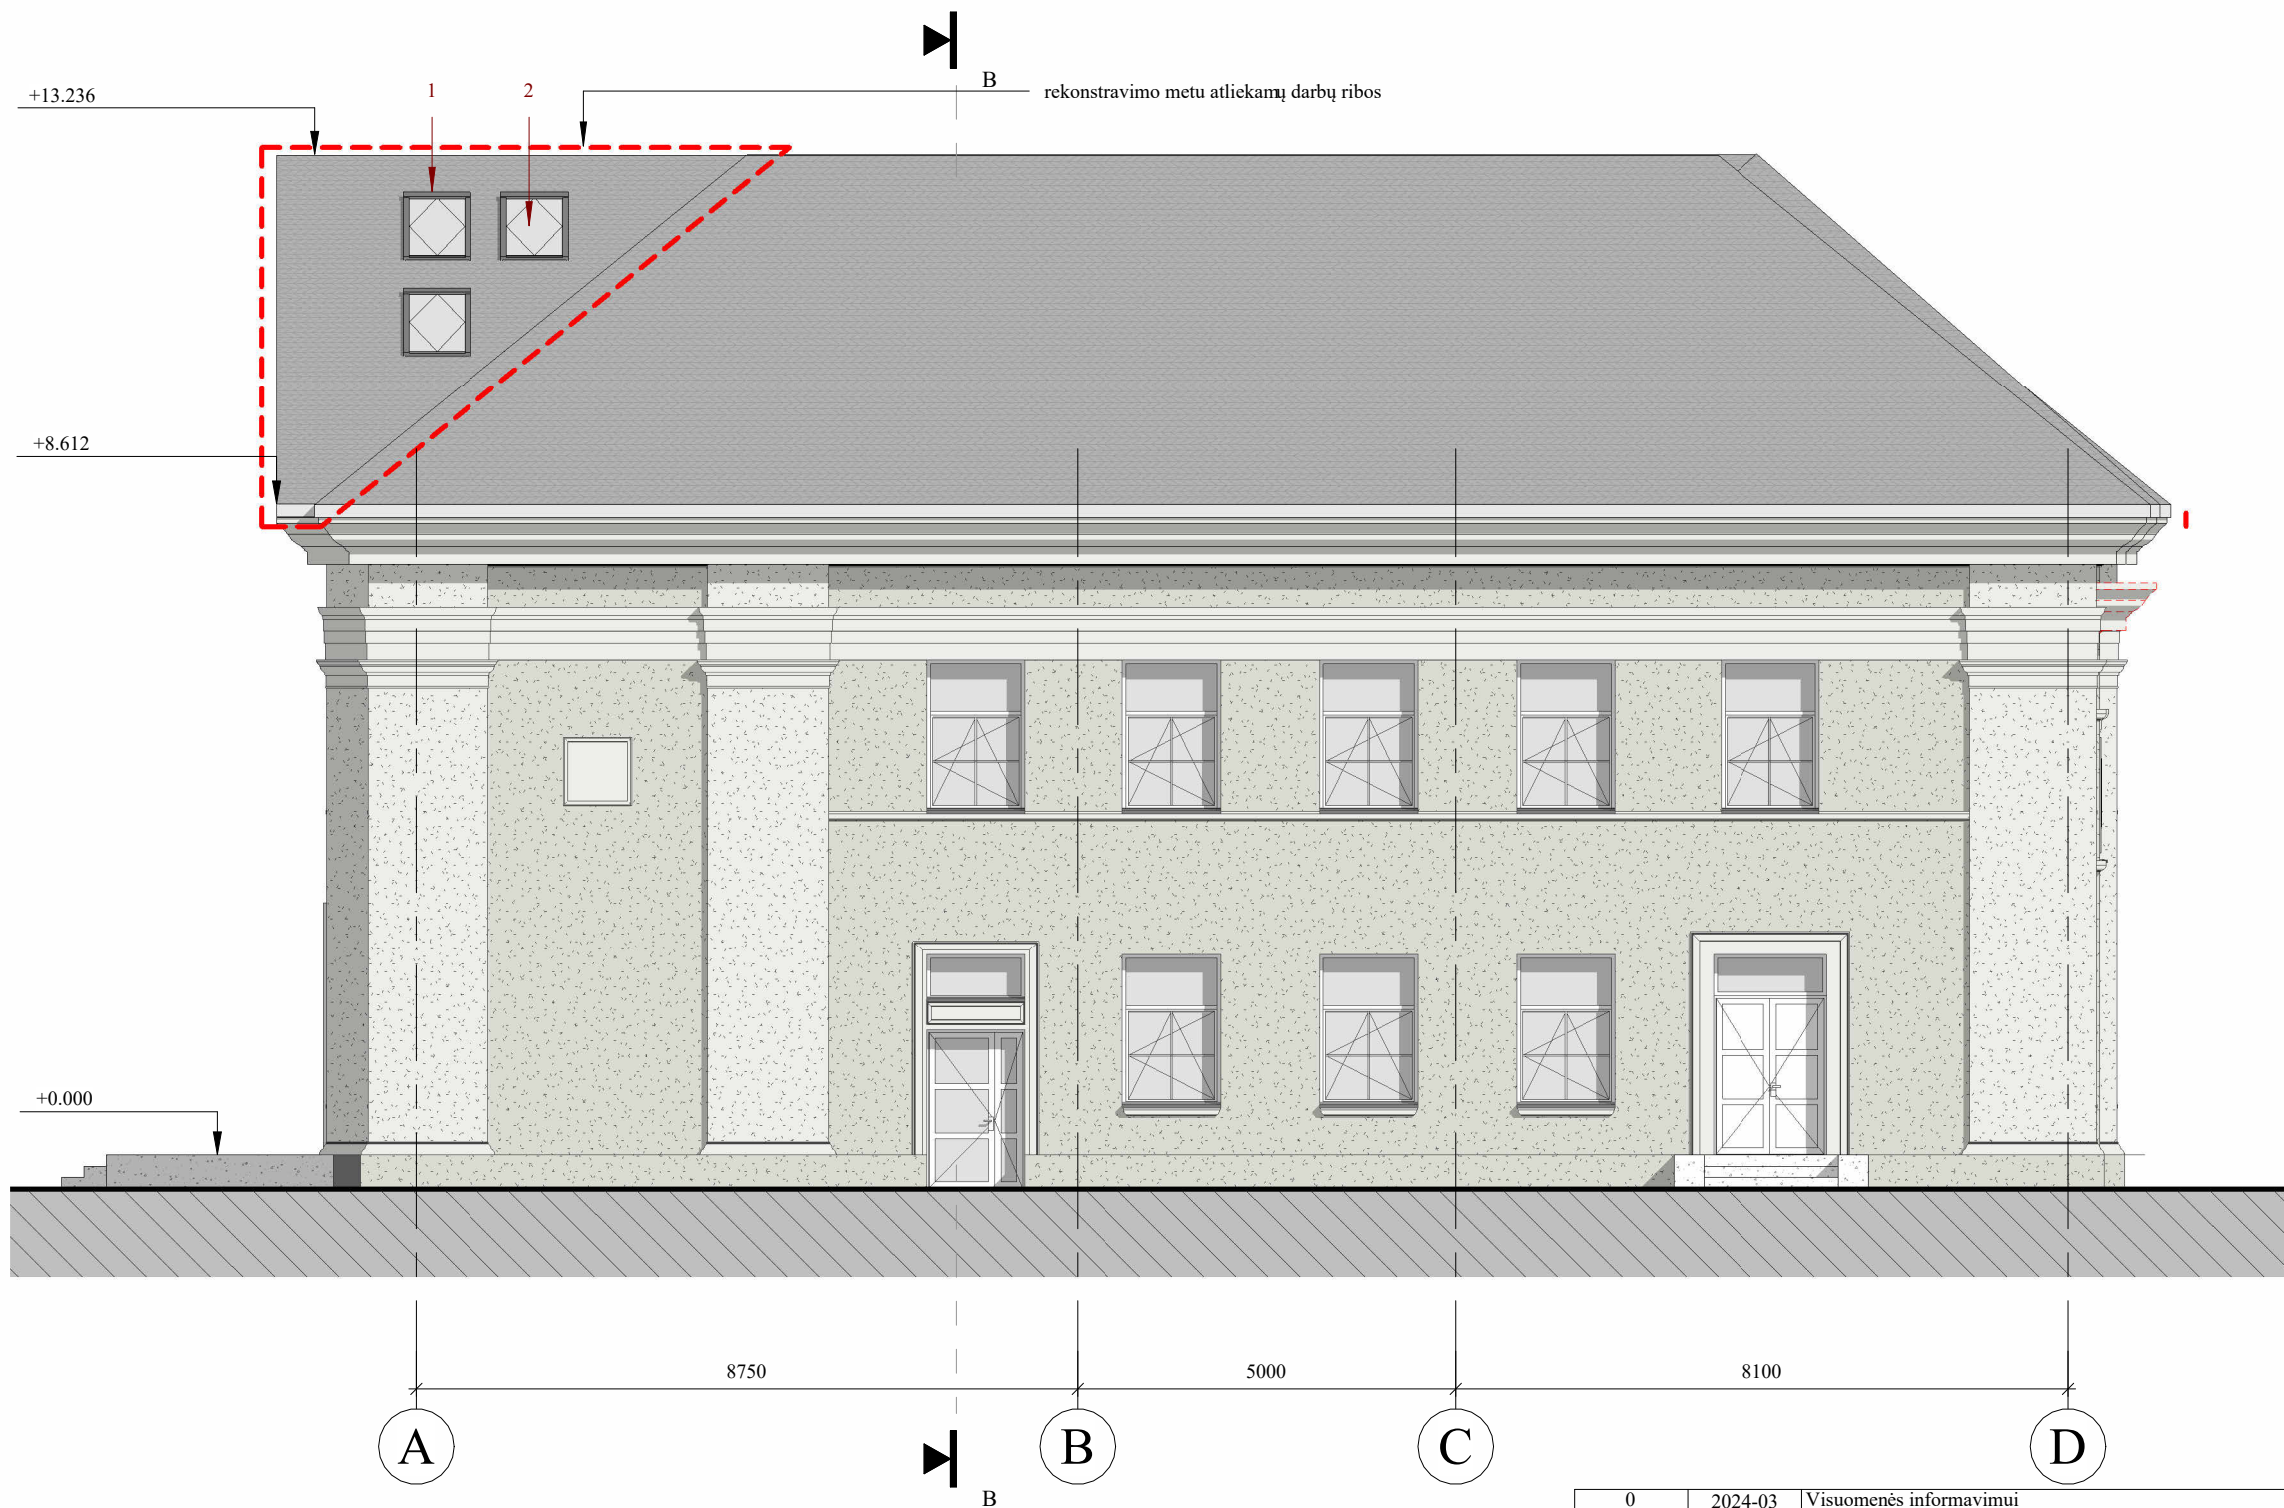 B
+13.236
1
2
rekonstravimo metu atliekamų darbų ribos
+8.612
+0.000
8750
5000
8100
A
B
C
D
B
0 2024-03 Visuomenės informavimui